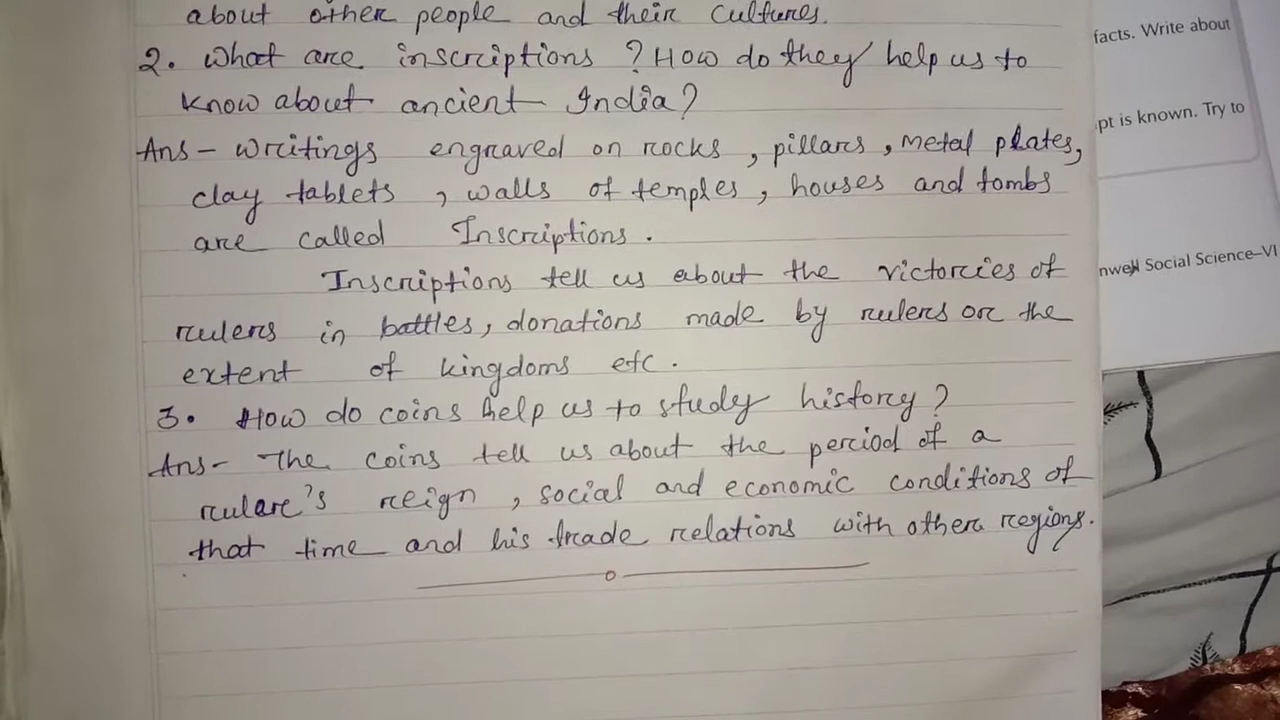 about other people and their cultures.
2. What are inscriptions ? How do they help us to
know about ancient India?
Ans - writings engraved on rocks , pillars , metal plates,
clay tablets , walls of temples , houses and tombs
are called Inscriptions .
Inscriptions tell us about the victories of
rulers in battles, donations made by rulers or the
extent of kingdoms etc .
3. How do coins help us to study history ?
Ans - The coins tell us about the period of a
rulare's reign , social and economic conditions of
that time and his trade relations with other regions.
facts. Write about
pt is known. Try to
Social Science-VI